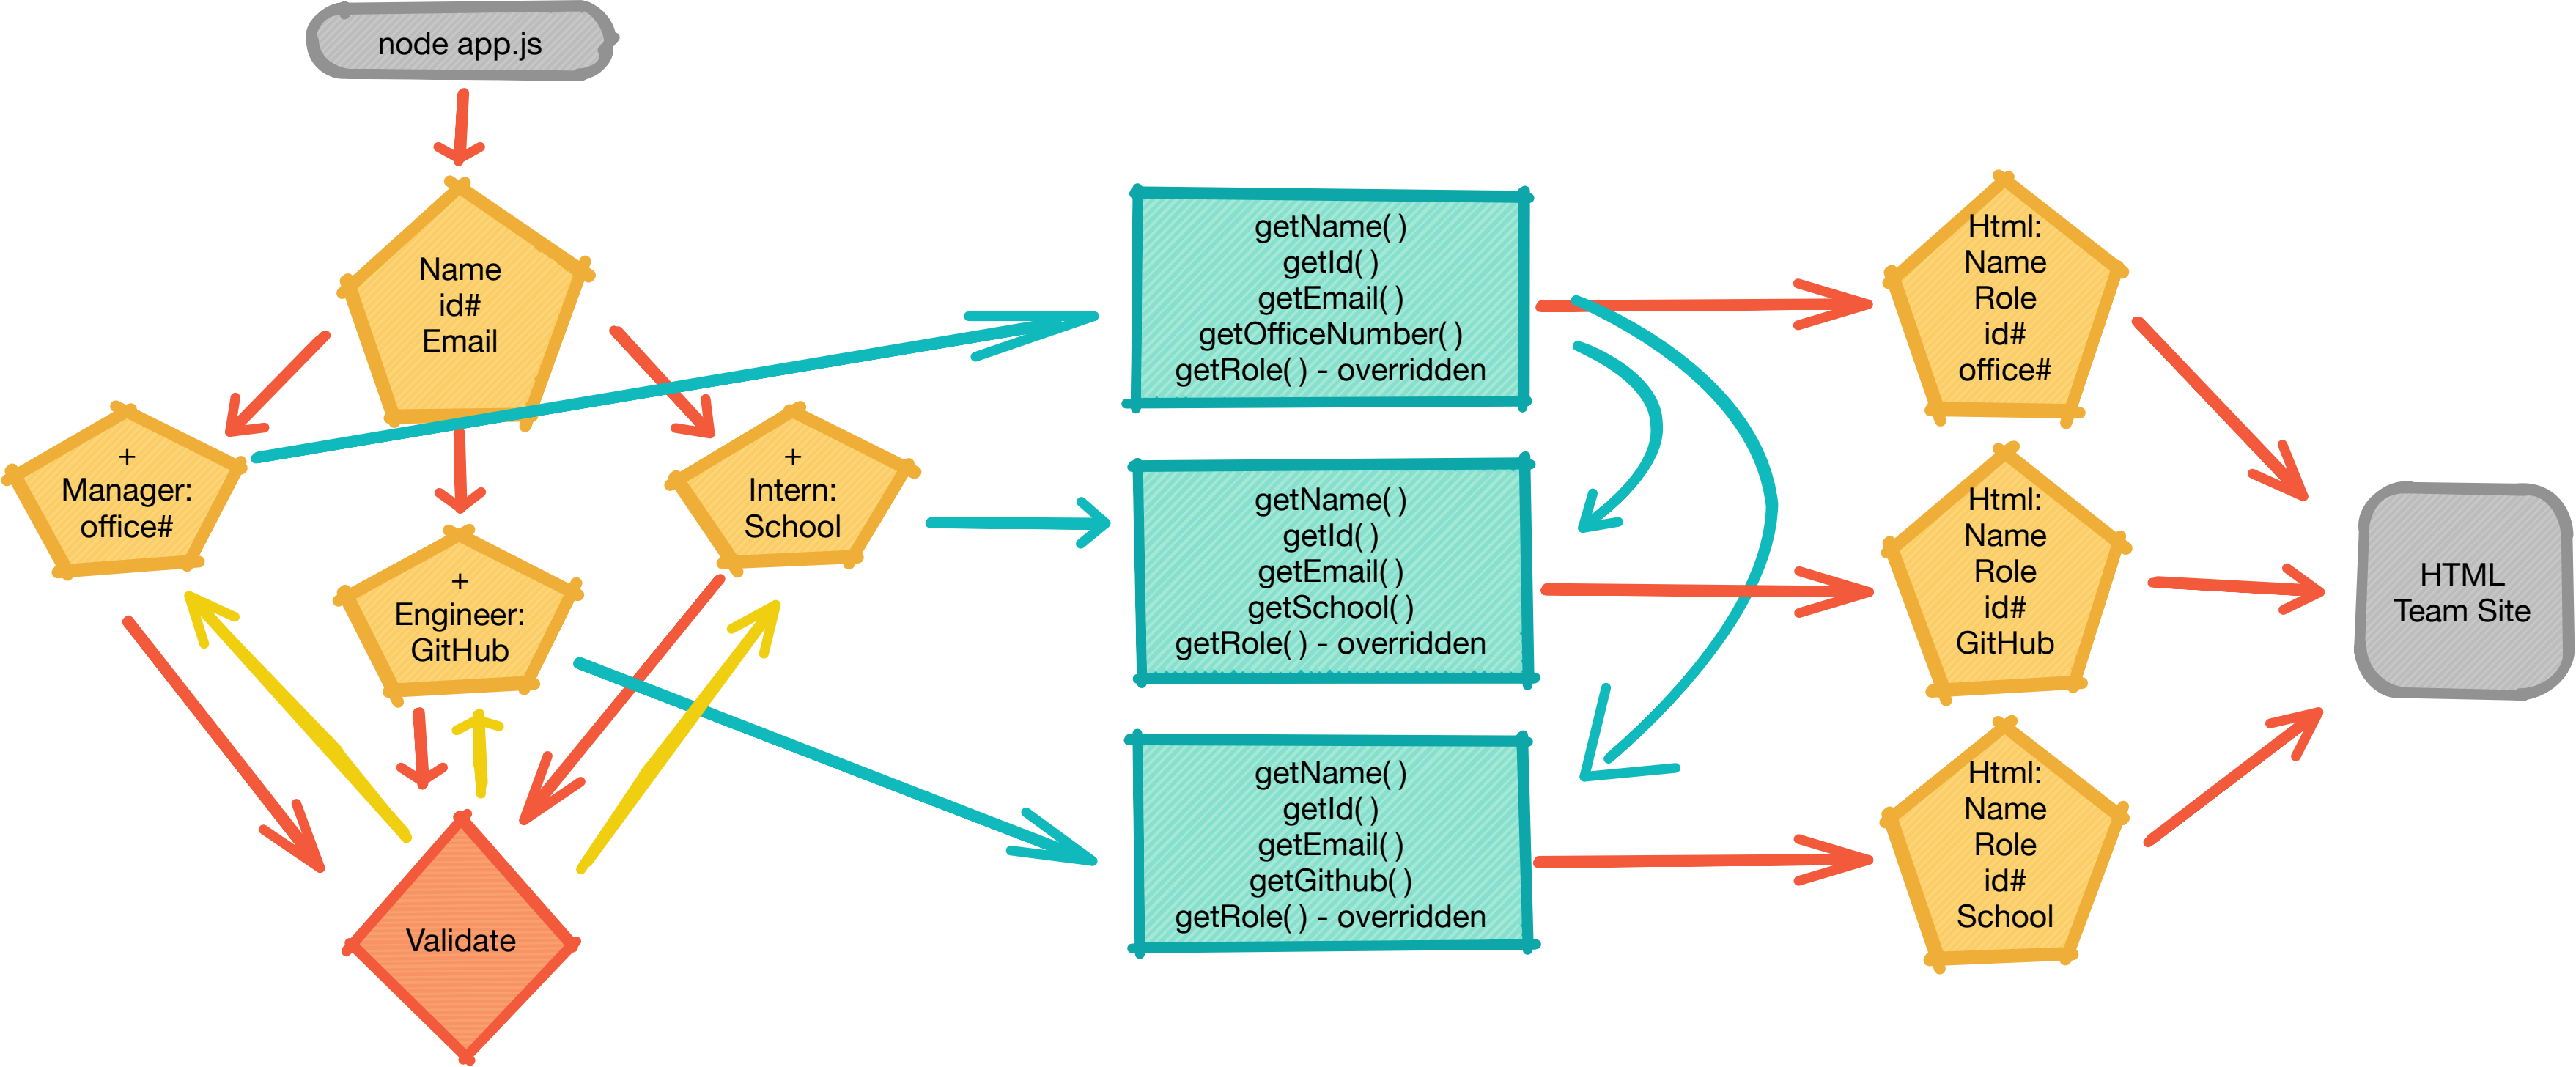 node app.js
Name
id#
Email
+
Manager:
office#
+
Engineer:
GitHub
+
Intern:
School
Validate
getName( )
getId( )
getEmail( )
getOfficeNumber( )
getRole( ) - overridden
getName( )
getId( )
getEmail( )
getSchool( )
getRole( ) - overridden
getName( )
getId( )
getEmail( )
getGithub( )
getRole( ) - overridden
Html:
Name
Role
id#
office#
Html:
Name
Role
id#
GitHub
Html:
Name
Role
id#
School
HTML
Team Site